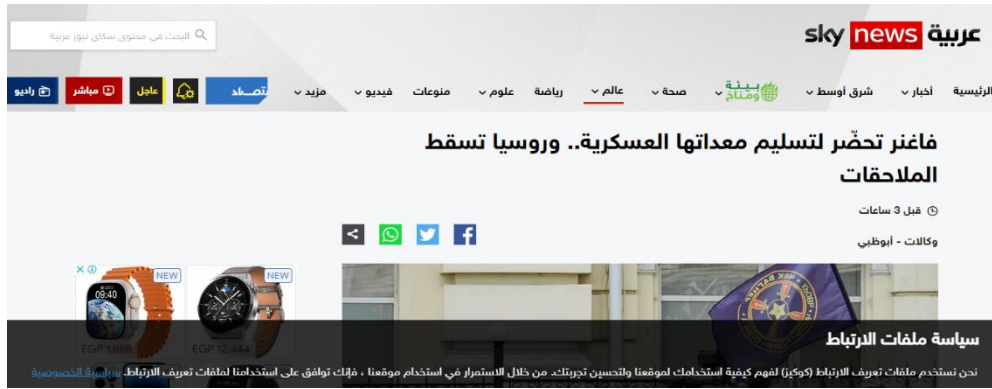 sky news عربية
البحث في محتوى سكاي نيوز عربية
الرئيسية أخبار شرق أوسط بيئة ومناخ صحة عالم رياضة علوم منوعات فيديو مزيد
عاجل مباشر راديو
فاغنر تحضّر لتسليم معداتها العسكرية.. وروسيا تسقط
الملاحقات
قبل 3 ساعات
وكالات - أبوظبي
NEW
NEW
09:40
EGP 12,444
EGP 1,888
سياسة ملفات الارتباط
نحن نستخدم ملفات تعريف الارتباط (كوكيز) لفهم كيفية استخدامك لموقعنا ولتحسين تجربتك. من خلال الاستمرار في استخدام موقعنا ، فإنك توافق على استخدامنا لملفات تعريف الارتباط. سياسية الخصوصية